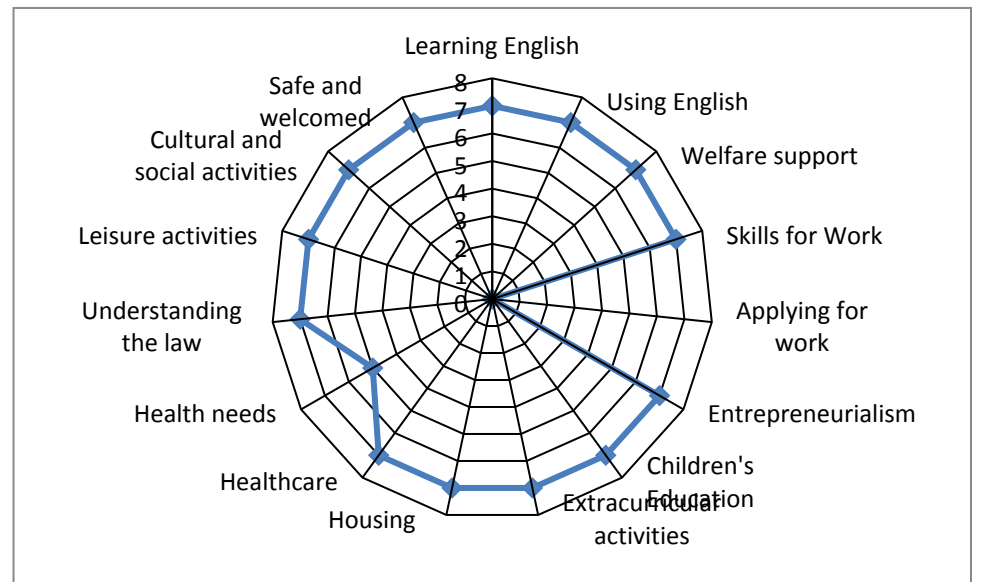 Learning English
Using English
Welfare support
Skills for Work
Applying for
work
Entrepreneurialism
Children's
Education
Extracurricular
activities
Housing
Healthcare
Health needs
Understanding
the law
Leisure activities
Cultural and
social activities
Safe and
welcomed
8
7
6
5
4
3
2
1
0